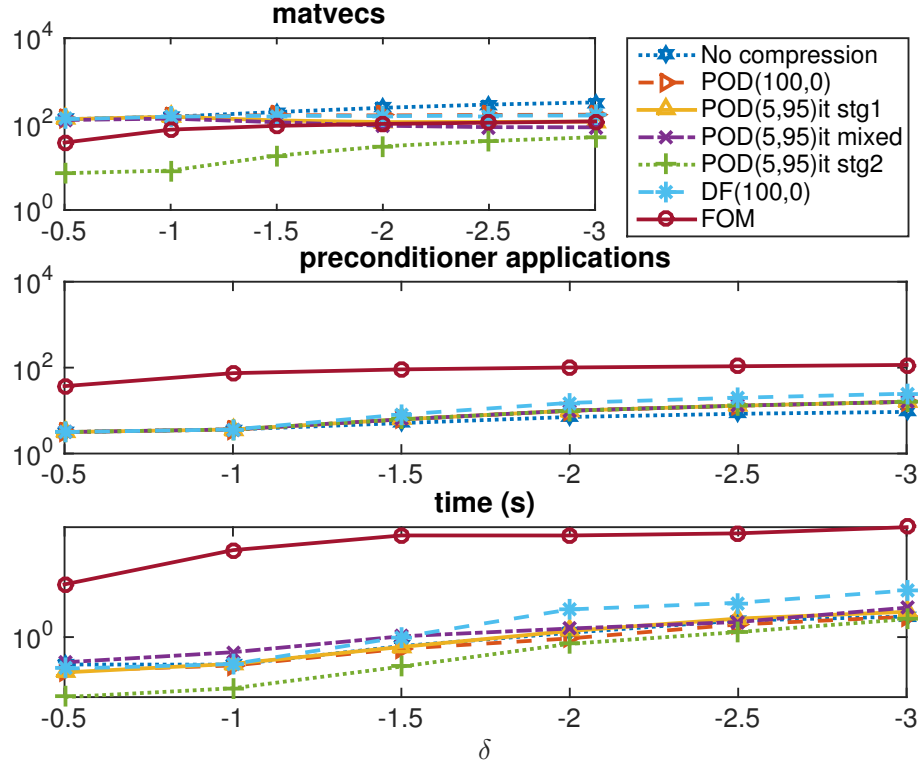 matvecs
10^4
10^2
10^0
-0.5 -1 -1.5 -2 -2.5 -3
No compression
POD(100,0)
POD(5,95)it stg1
POD(5,95)it mixed
POD(5,95)it stg2
DF(100,0)
FOM
preconditioner applications
10^4
10^2
10^0
-0.5 -1 -1.5 -2 -2.5 -3
time (s)
10^0
-0.5 -1 -1.5 -2 -2.5 -3
δ